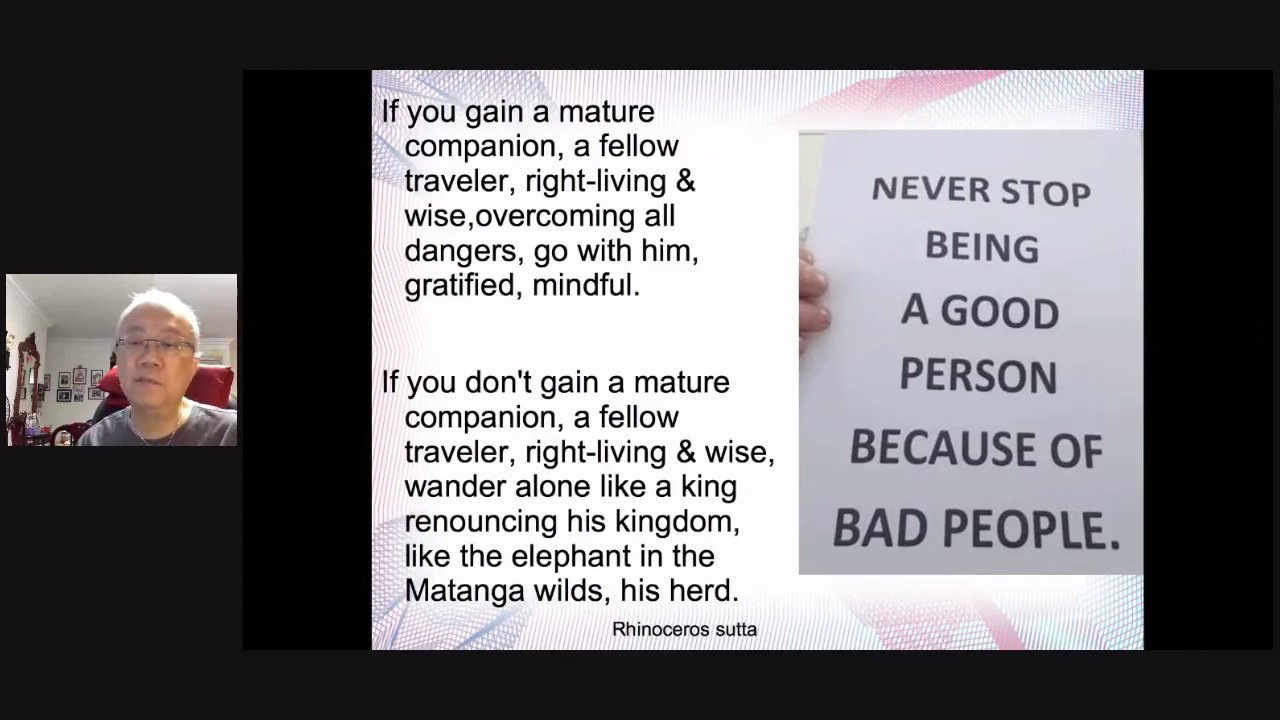 If you gain a mature
companion, a fellow
traveler, right-living &
wise,overcoming all
dangers, go with him,
gratified, mindful.
If you don't gain a mature
companion, a fellow
traveler, right-living & wise,
wander alone like a king
renouncing his kingdom,
like the elephant in the
Matanga wilds, his herd.
Rhinoceros sutta
NEVER STOP
BEING
A GOOD
PERSON
BECAUSE OF
BAD PEOPLE.